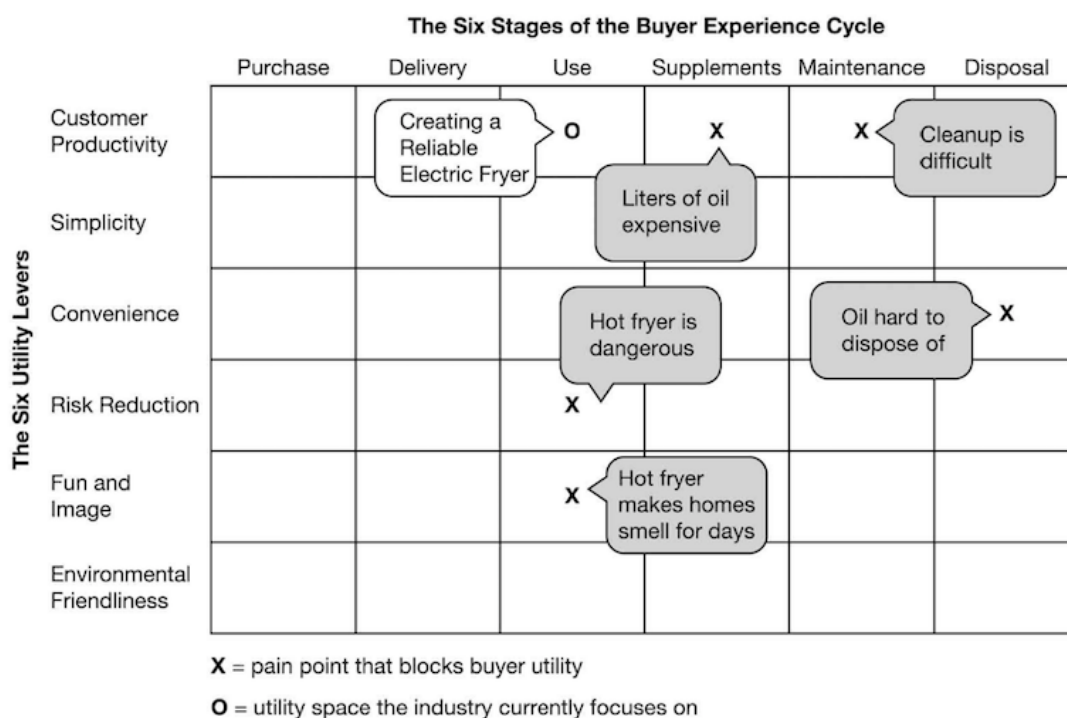 The Six Stages of the Buyer Experience Cycle
Purchase Delivery Use Supplements Maintenance Disposal
The Six Utility Levers
Customer
Productivity
Creating a
Reliable
Electric Fryer
O
X
X
Cleanup is
difficult
Liters of oil
expensive
Simplicity
Convenience
Hot fryer is
dangerous
Oil hard to
dispose of
X
Risk Reduction
X
Fun and
Image
X
Hot fryer
makes homes
smell for days
Environmental
Friendliness
X = pain point that blocks buyer utility
O = utility space the industry currently focuses on